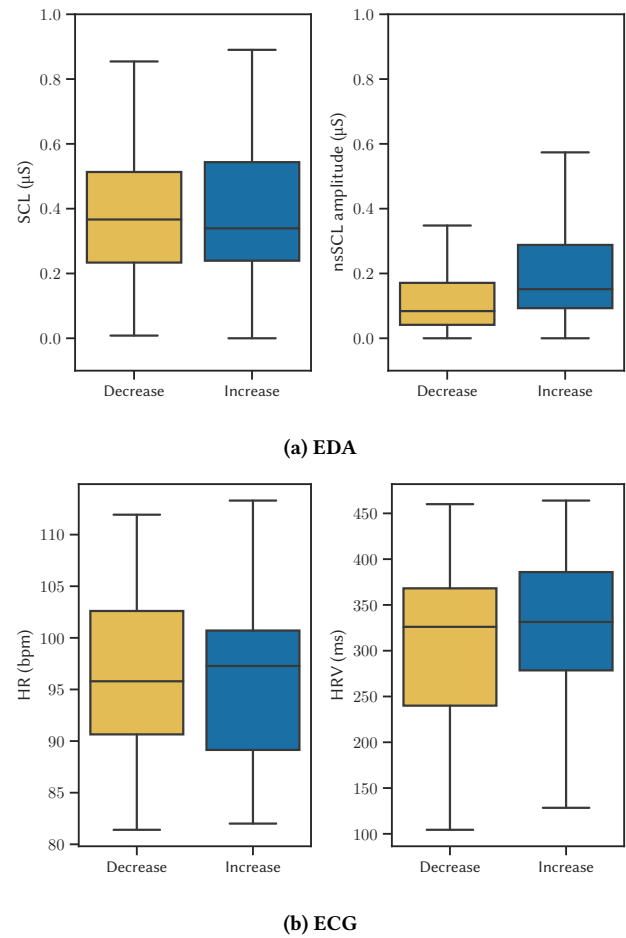 1.0
0.8
0.6
0.4
0.2
0.0
SCL (μS)
Decrease
Increase
1.0
0.8
0.6
0.4
0.2
0.0
nsSCL amplitude (μS)
Decrease
Increase
(a) EDA
110
105
100
95
90
85
80
HR (bpm)
Decrease
Increase
450
400
350
300
250
200
150
100
HRV (ms)
Decrease
Increase
(b) ECG